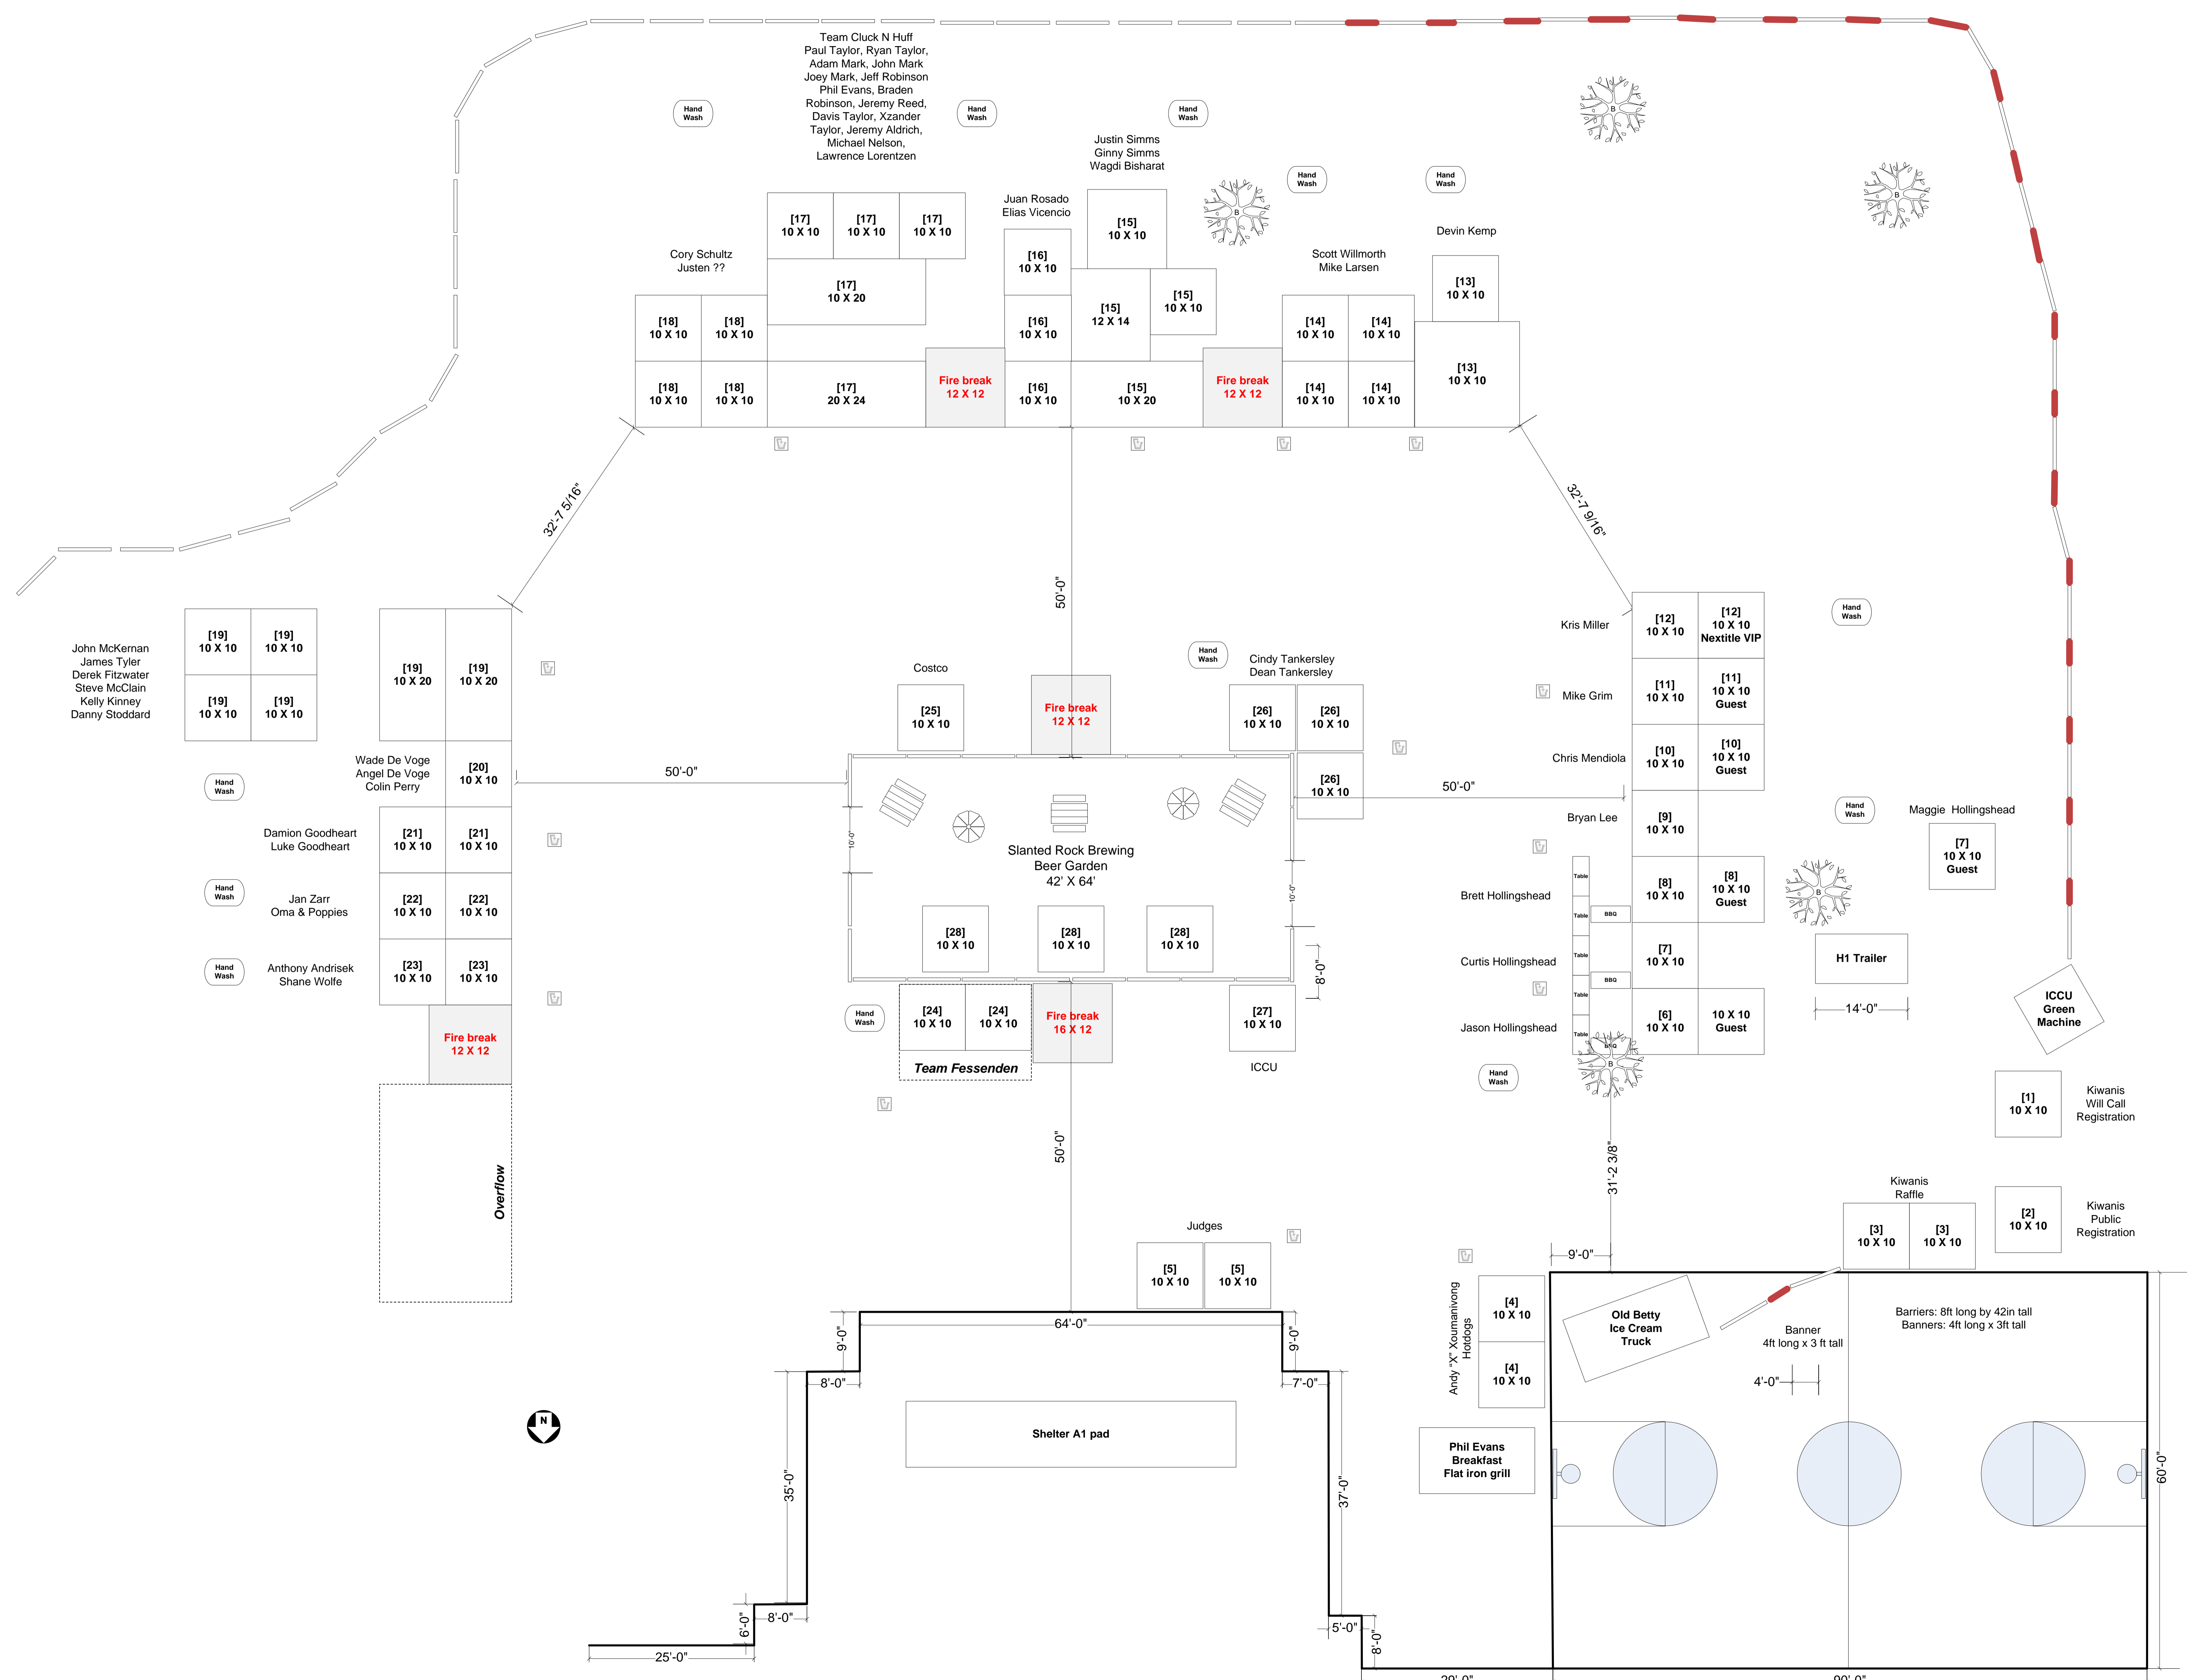 Team Cluck N Huff
Paul Taylor, Ryan Taylor,
Adam Mark, John Mark
Joey Mark, Jeff Robinson
Phil Evans, Braden
Robinson, Jeremy Reed,
Davis Taylor, Xzander
Taylor, Jeremy Aldrich,
Michael Nelson,
Lawrence Lorentzen
Hand
Wash
Hand
Wash
Hand
Wash
Justin Simms
Ginny Simms
Wagdi Bisharat
Hand
Wash
Hand
Wash
B
B
B
Juan Rosado
Elias Vicencio
Devin Kemp
Cory Schultz
Justen ??
Scott Willmorth
Mike Larsen
[17]
10 X 10
[17]
10 X 10
[17]
10 X 10
[17]
10 X 20
[17]
20 X 24
[18]
10 X 10
[18]
10 X 10
[18]
10 X 10
[18]
10 X 10
Fire break
12 X 12
[16]
10 X 10
[16]
10 X 10
[16]
10 X 10
[15]
10 X 10
[15]
12 X 14
[15]
10 X 10
[15]
10 X 20
Fire break
12 X 12
[14]
10 X 10
[14]
10 X 10
[14]
10 X 10
[14]
10 X 10
[13]
10 X 10
[13]
10 X 10
32'-7 5/16"
50'-0"
32'-7 9/16"
John McKernan
James Tyler
Derek Fitzwater
Steve McClain
Kelly Kinney
Danny Stoddard
[19]
10 X 10
[19]
10 X 10
[19]
10 X 10
[19]
10 X 10
[19]
10 X 20
[19]
10 X 20
Wade De Voge
Angel De Voge
Colin Perry
[20]
10 X 10
Hand
Wash
Damion Goodheart
Luke Goodheart
[21]
10 X 10
[21]
10 X 10
Hand
Wash
Jan Zarr
Oma & Poppies
[22]
10 X 10
[22]
10 X 10
Hand
Wash
Anthony Andrisek
Shane Wolfe
[23]
10 X 10
[23]
10 X 10
Fire break
12 X 12
Overflow
50'-0"
Costco
[25]
10 X 10
Fire break
12 X 12
Hand
Wash
Cindy Tankersley
Dean Tankersley
[26]
10 X 10
[26]
10 X 10
[26]
10 X 10
50'-0"
10'-0"
Slanted Rock Brewing
Beer Garden
42' X 64'
10'-0"
[28]
10 X 10
[28]
10 X 10
[28]
10 X 10
8'-0"
Hand
Wash
[24]
10 X 10
[24]
10 X 10
Team Fessenden
Fire break
16 X 12
[27]
10 X 10
ICCU
50'-0"
Kris Miller
[12]
10 X 10
[12]
10 X 10
Nextitle VIP
Mike Grim
[11]
10 X 10
[11]
10 X 10
Guest
Chris Mendiola
[10]
10 X 10
[10]
10 X 10
Guest
Bryan Lee
[9]
10 X 10
Brett Hollingshead
[8]
10 X 10
[8]
10 X 10
Guest
Curtis Hollingshead
[7]
10 X 10
Jason Hollingshead
[6]
10 X 10
10 X 10
Guest
Table
Table
Table
Table
Table
BBQ
BBQ
BBQ
B
Hand
Wash
Hand
Wash
Hand
Wash
Maggie Hollingshead
[7]
10 X 10
Guest
B
H1 Trailer
14'-0"
ICCU
Green
Machine
[1]
10 X 10
Kiwanis
Will Call
Registration
[2]
10 X 10
Kiwanis
Public
Registration
Kiwanis
Raffle
[3]
10 X 10
[3]
10 X 10
31'-2 3/8"
9'-0"
Judges
[5]
10 X 10
[5]
10 X 10
64'-0"
9'-0"
9'-0"
8'-0"
7'-0"
Shelter A1 pad
35'-0"
37'-0"
6'-0"
8'-0"
25'-0"
5'-0"
8'-0"
N
Andy "X" Xoumanivong
Hotdogs
[4]
10 X 10
[4]
10 X 10
Phil Evans
Breakfast
Flat iron grill
Old Betty
Ice Cream
Truck
Banner
4ft long x 3 ft tall
4'-0"
Barriers: 8ft long by 42in tall
Banners: 4ft long x 3ft tall
60'-0"